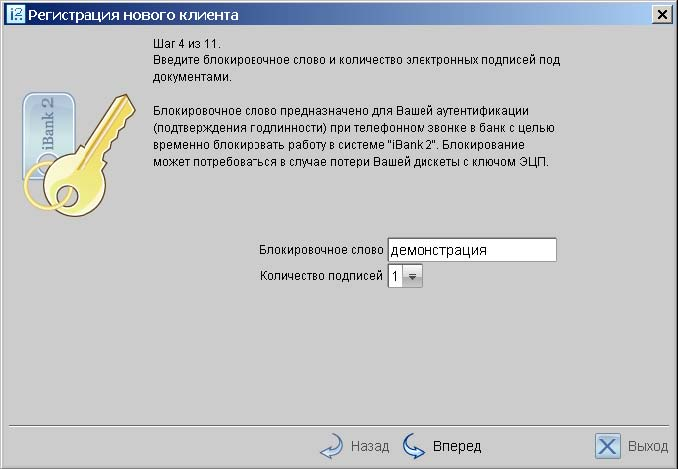 Регистрация нового клиента
Шаг 4 из 11.
Введите блокировочное слово и количество электронных подписей под
документами.
Блокировочное слово предназначено для Вашей аутентификации
(подтверждения годлинности) при телефонном звонке в банк с целью
временно блокировать работу в системе "iBank 2". Блокирование
может потребоваться в случае потери Вашей дискеты с ключом ЭЦП.
iBank 2
Блокировочное слово демонстрация
Количество подписей 1
Назад Вперед Выход